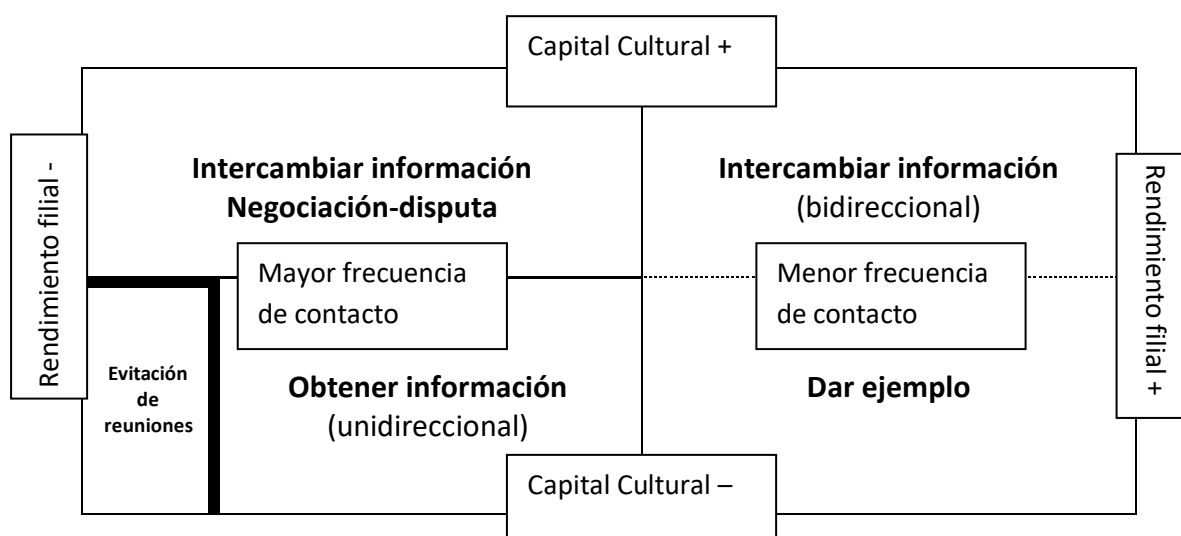 Capital Cultural +
Rendimiento filial -
Intercambiar información
Negociación-disputa
Intercambiar información
(bidireccional)
Rendimiento filial +
Mayor frecuencia
de contacto
Menor frecuencia
de contacto
Evitación
de
reuniones
Obtener información
(unidireccional)
Dar ejemplo
Capital Cultural –